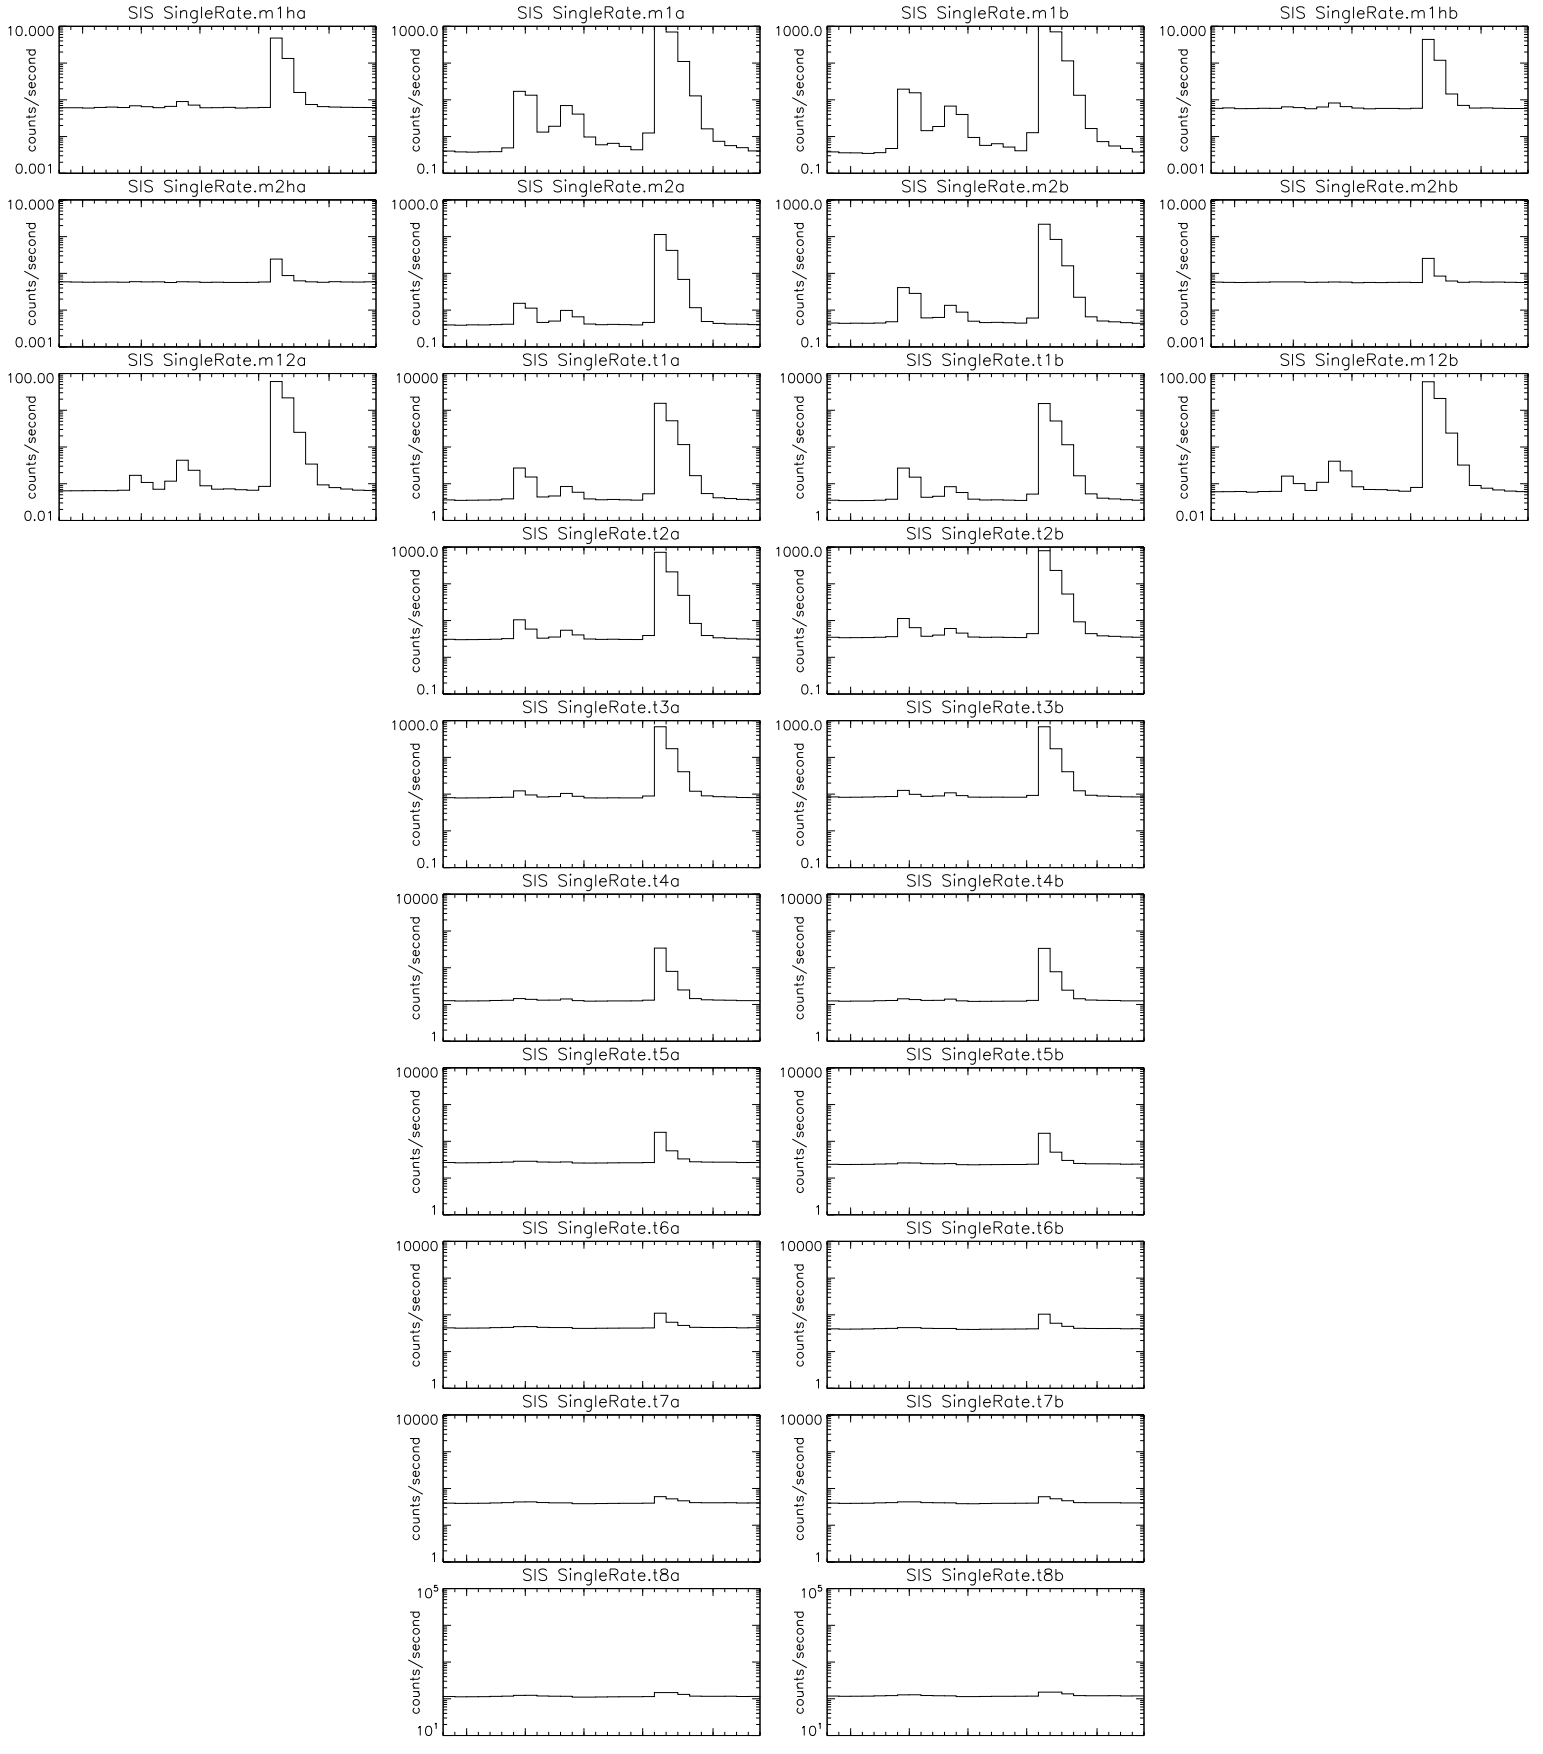 SIS SingleRate.m1ha
10.000
counts/second
0.001
SIS SingleRate.m1a
1000.0
counts/second
0.1
SIS SingleRate.m1b
1000.0
counts/second
0.1
SIS SingleRate.m1hb
10.000
counts/second
0.001
SIS SingleRate.m2ha
10.000
counts/second
0.001
SIS SingleRate.m2a
1000.0
counts/second
0.1
SIS SingleRate.m2b
1000.0
counts/second
0.1
SIS SingleRate.m2hb
10.000
counts/second
0.001
SIS SingleRate.m12a
100.00
counts/second
0.01
SIS SingleRate.t1a
10000
counts/second
1
SIS SingleRate.t1b
10000
counts/second
1
SIS SingleRate.m12b
100.00
counts/second
0.01
SIS SingleRate.t2a
1000.0
counts/second
0.1
SIS SingleRate.t2b
1000.0
counts/second
0.1
SIS SingleRate.t3a
1000.0
counts/second
0.1
SIS SingleRate.t3b
1000.0
counts/second
0.1
SIS SingleRate.t4a
10000
counts/second
1
SIS SingleRate.t4b
10000
counts/second
1
SIS SingleRate.t5a
10000
counts/second
1
SIS SingleRate.t5b
10000
counts/second
1
SIS SingleRate.t6a
10000
counts/second
1
SIS SingleRate.t6b
10000
counts/second
1
SIS SingleRate.t7a
10000
counts/second
1
SIS SingleRate.t7b
10000
counts/second
1
SIS SingleRate.t8a
10⁵
counts/second
10¹
SIS SingleRate.t8b
10⁵
counts/second
10¹